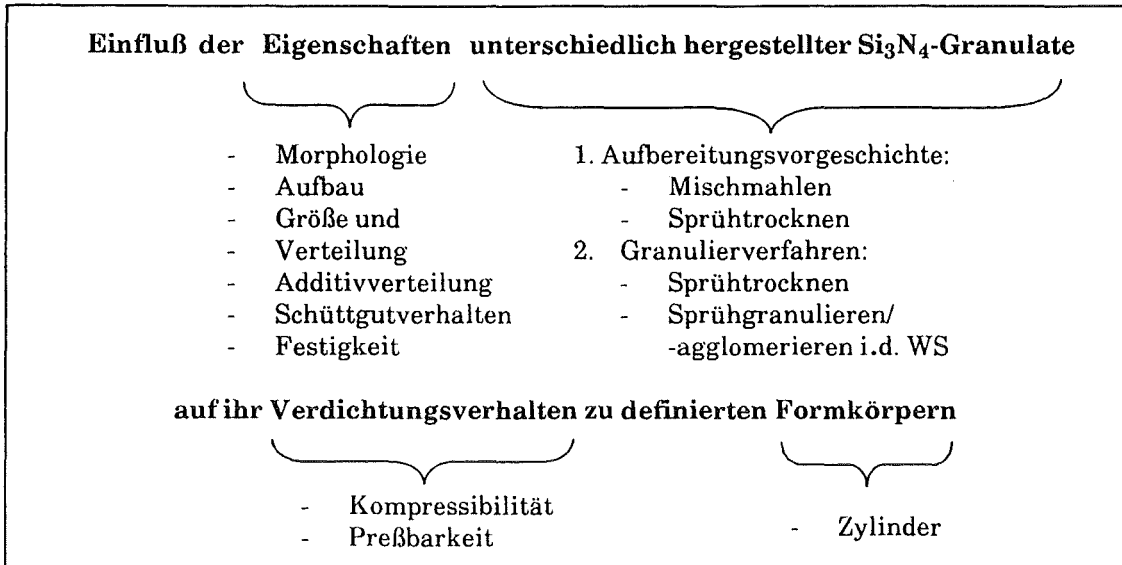 Einfluß der Eigenschaften unterschiedlich hergestellter Si₃N₄-Granulate
- Morphologie
- Aufbau
- Größe und
- Verteilung
- Additivverteilung
- Schüttgutverhalten
- Festigkeit
1. Aufbereitungsvorgeschichte:
- Mischmahlen
- Sprühtrocknen
2. Granulierverfahren:
- Sprühtrocknen
- Sprühgranulieren/
-agglomerieren i.d. WS
auf ihr Verdichtungsverhalten zu definierten Formkörpern
- Kompressibilität
- Preßbarkeit
- Zylinder